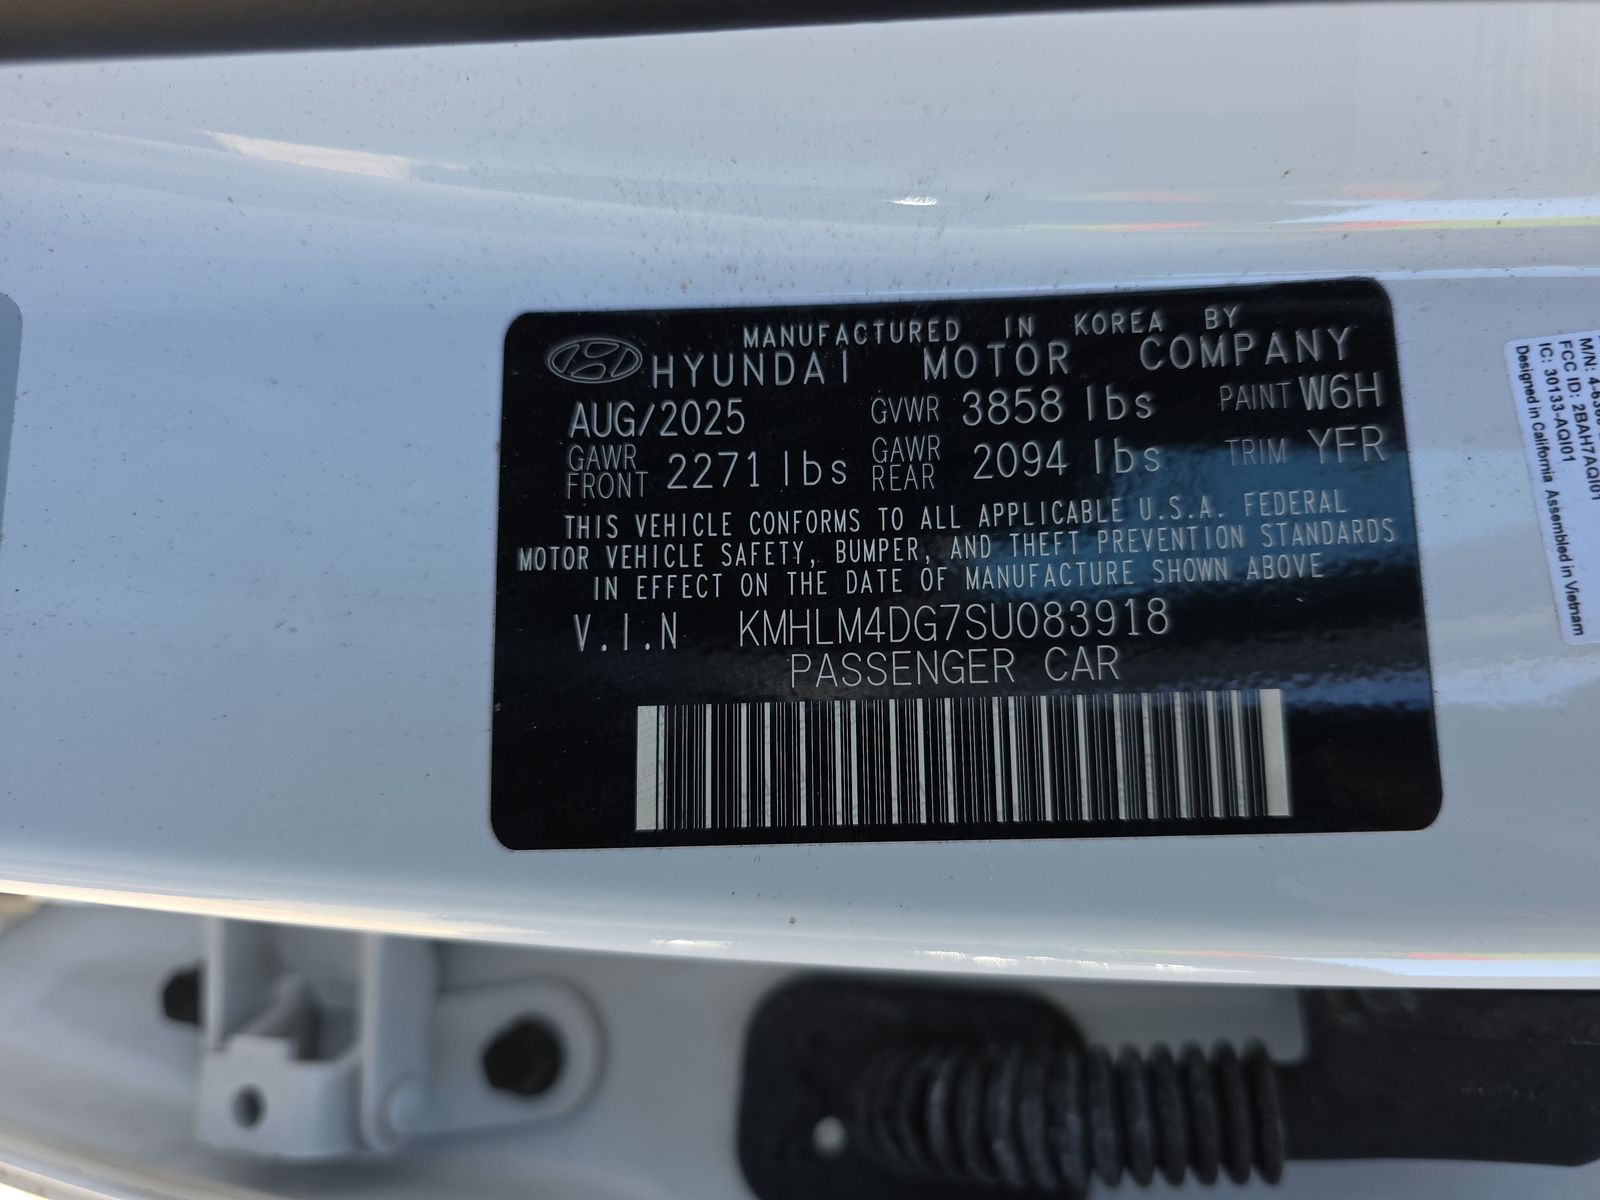 MANUFACTURED IN KOREA BY
HYUNDAI MOTOR COMPANY
AUG/2025 GVWR 3858 lbs PAINT W6H
GAWR FRONT 2271 lbs GAWR REAR 2094 lbs TRIM YFR
THIS VEHICLE CONFORMS TO ALL APPLICABLE U.S.A. FEDERAL
MOTOR VEHICLE SAFETY, BUMPER, AND THEFT PREVENTION STANDARDS
IN EFFECT ON THE DATE OF MANUFACTURE SHOWN ABOVE
V.I.N KMHLM4DG7SU083918
PASSENGER CAR
M/N:
FCC ID: 2BAH7AQI01
IC: 30133-AQI01
Designed in California Assembled in Vietnam